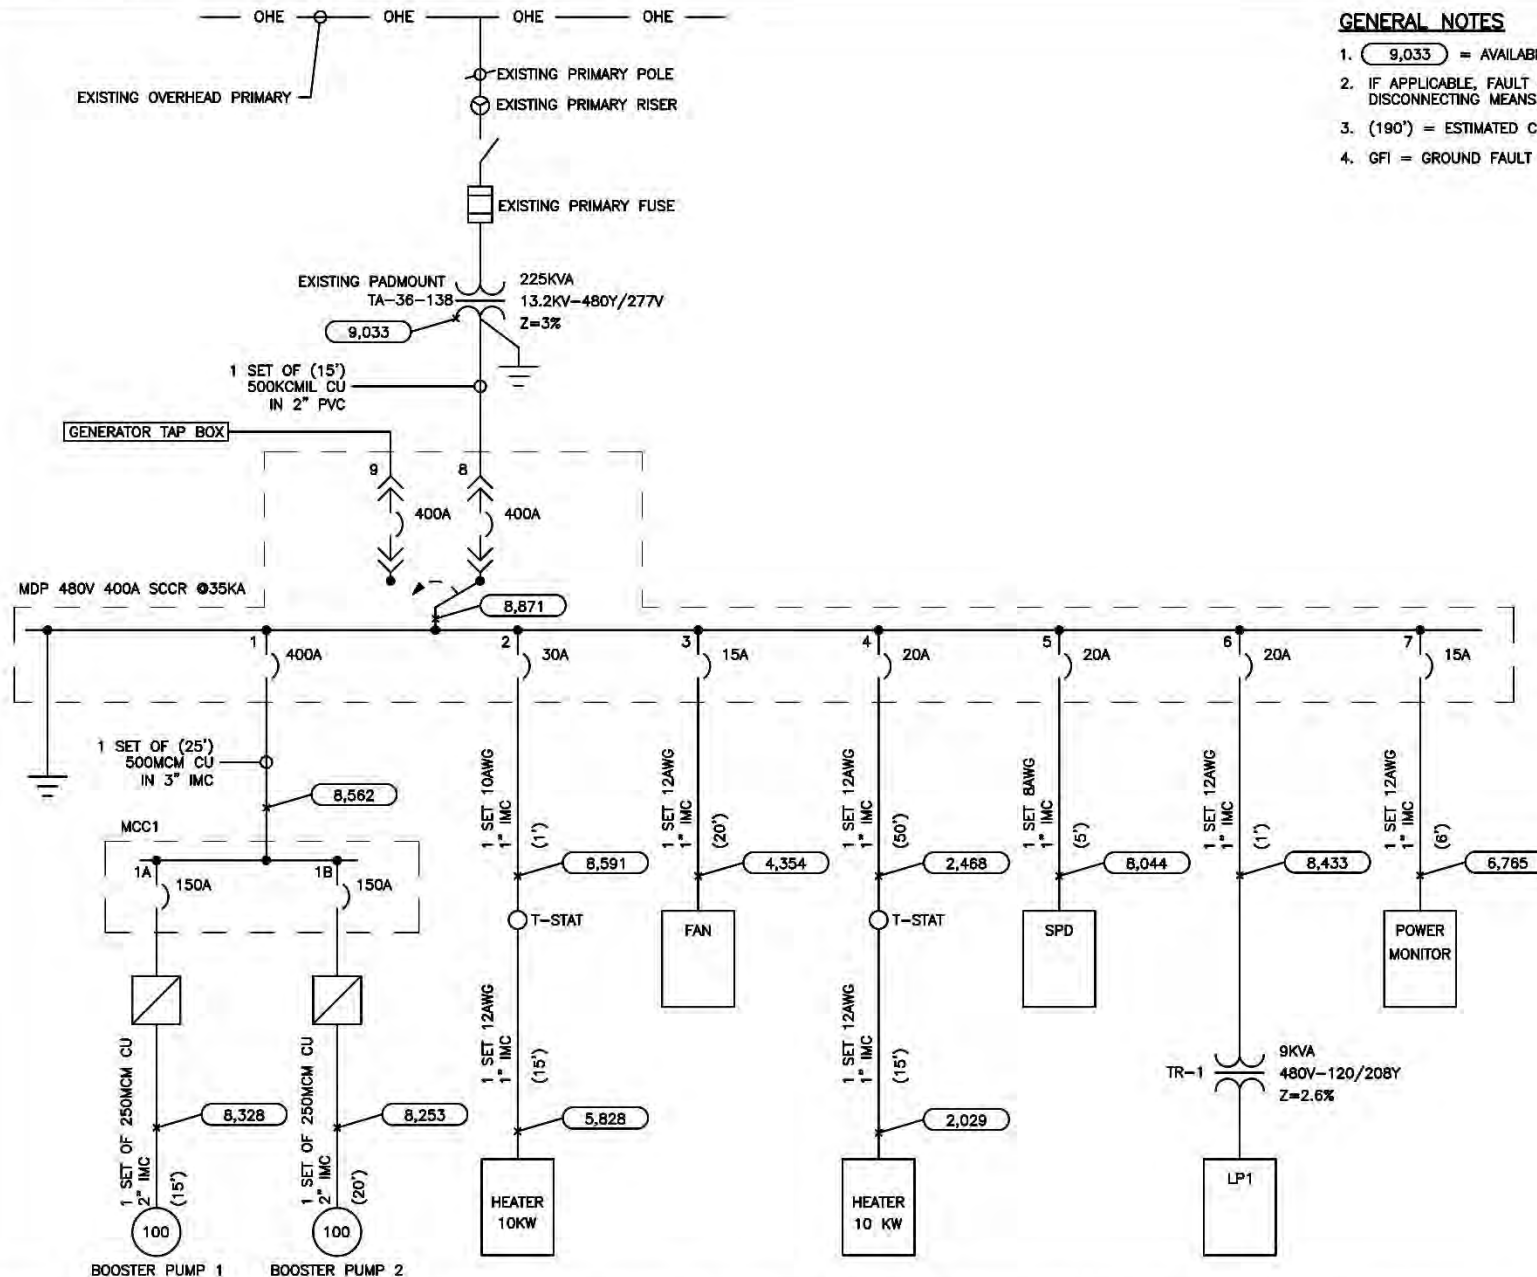 OHE OHE OHE OHE
EXISTING OVERHEAD PRIMARY
EXISTING PRIMARY POLE
EXISTING PRIMARY RISER
EXISTING PRIMARY FUSE
GENERAL NOTES
1. 9,033 = AVAILABL
2. IF APPLICABLE, FAULT
DISCONNECTING MEANS
3. (190') = ESTIMATED C
4. GFI = GROUND FAULT
EXISTING PADMOUNT
TA-36-138
225KVA
13.2KV-480Y/277V
Z=3%
9,033
1 SET OF (15')
500KCMIL CU
IN 2" PVC
GENERATOR TAP BOX
9
8
400A
400A
MDP 480V 400A SCCR @35KA
8,871
1
400A
2
30A
3
15A
4
20A
5
20A
6
20A
7
15A
1 SET OF (25')
500MCM CU
IN 3" IMC
8,562
MCC1
1A
150A
1B
150A
1 SET 10AWG
1" IMC
(1')
8,591
T-STAT
1 SET 12AWG
1" IMC
(20')
4,354
FAN
1 SET 12AWG
1" IMC
(50')
2,468
T-STAT
1 SET 8AWG
1" IMC
(5')
8,044
SPD
1 SET 12AWG
1" IMC
(1')
8,433
1 SET 12AWG
1" IMC
(6')
6,765
POWER
MONITOR
1 SET OF 250MCM CU
2" IMC
(15')
8,328
100
BOOSTER PUMP 1
1 SET OF 250MCM CU
2" IMC
(20')
8,253
100
BOOSTER PUMP 2
1 SET 12AWG
1" IMC
(15')
5,828
HEATER
10KW
1 SET 12AWG
1" IMC
(15')
2,029
HEATER
10 KW
TR-1
9KVA
480V-120/208Y
Z=2.6%
LP1